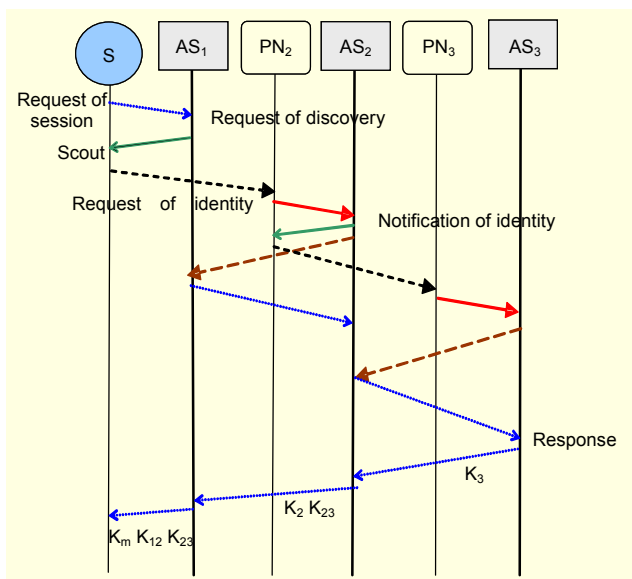 S
AS₁
PN₂
AS₂
PN₃
AS₃
Request of
session
Request of discovery
Scout
Request of identity
Notification of identity
Response
K₃
K₂ K₂₃
Kₘ K₁₂ K₂₃